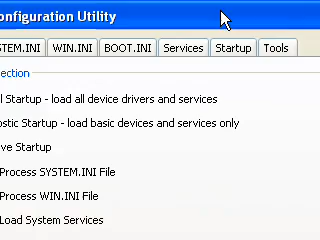 onfiguration Utility
TEM.INI WIN.INI BOOT.INI Services Startup Tools
ection
l Startup - load all device drivers and services
ostic Startup - load basic devices and services only
ve Startup
Process SYSTEM.INI File
Process WIN.INI File
Load System Services